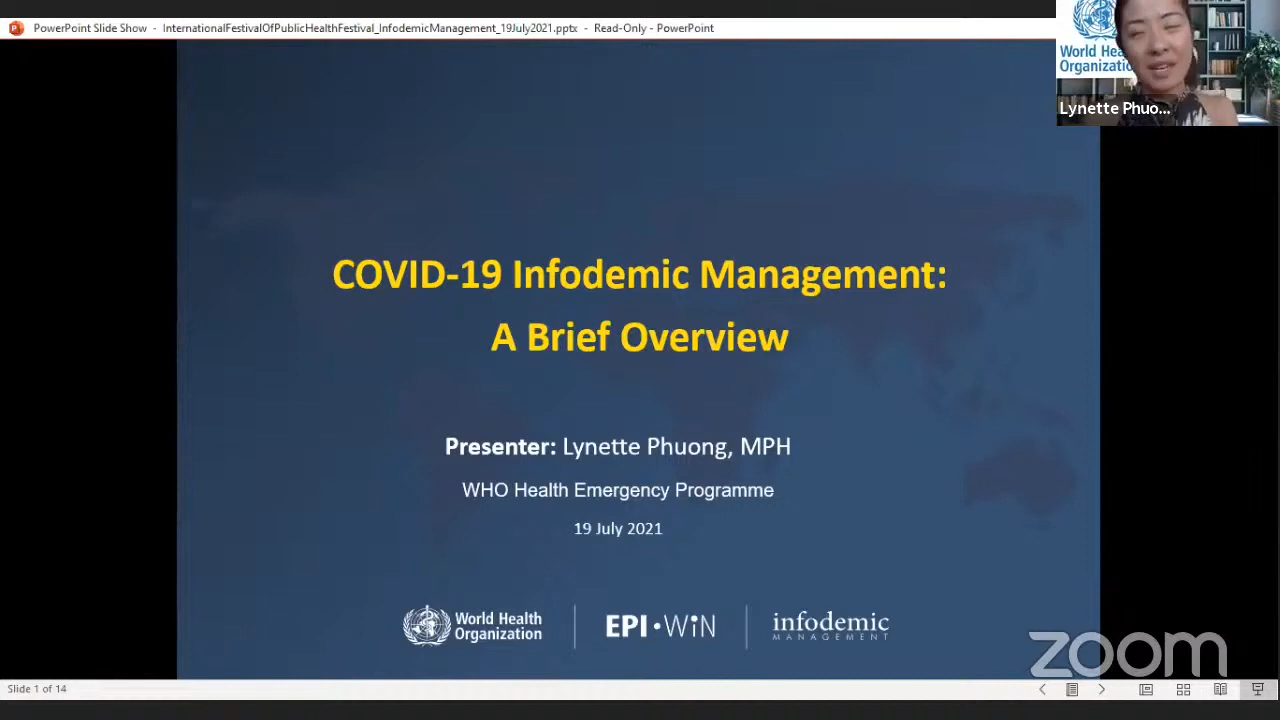 PowerPoint Slide Show - InternationalFestivalOfPublicHealthFestival_InfodemicManagement_19July2021.pptx - Read-Only - PowerPoint
World Hea
Organizatio
Lynette Phuo...
COVID-19 Infodemic Management:
A Brief Overview
Presenter: Lynette Phuong, MPH
WHO Health Emergency Programme
19 July 2021
World Health
Organization
EPI•WiN
infodemic
MANAGEMENT
zoom
Slide 1 of 14